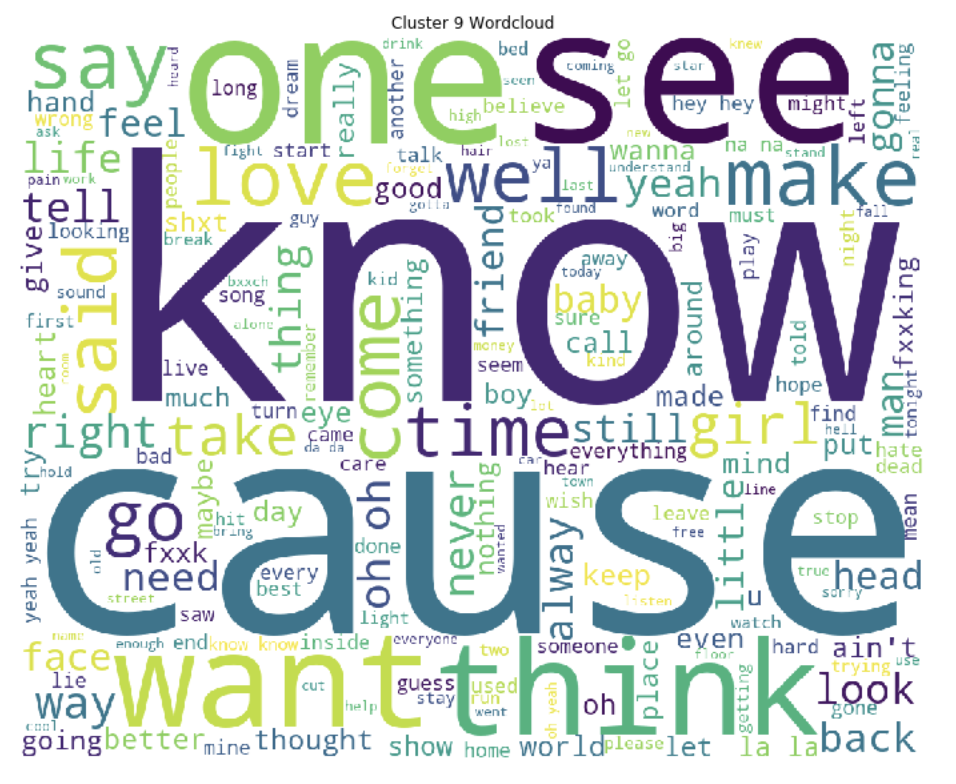 Cluster 9 Wordcloud
say one see
heard long dream really another drink bed seen coming star let go knew
hand wrong ask feel high believe hey hey might left gonna feeling real
life people fight start talk hair lost ya wanna new understand na na stand
love good forget gotta well last yeah make
pain work tell shxt guy took found word must fall
give looking break friend big play night
know
said sound thing bxxch song kid something away today baby sure around told fxxking
first alone remember money call kind
heart room live seem boy lot made hope man tonight
much turn eye
right take come came da da time still everything girl find hell put hate dead
try hold bad care car hear mind line
cause
yeah yeah maybe hit bring day oh oh never nothing wanted town wish always little leave free stop mean
go fxxk done
old need every best keep listen true head sorry
street saw light u watch
name enough end know know inside everyone two someone even floor hard ain't
face want think place getting trying use
lie cut guess used oh oh yeah look
way help stay run went gone
cool going better mine thought show home world please let la la back